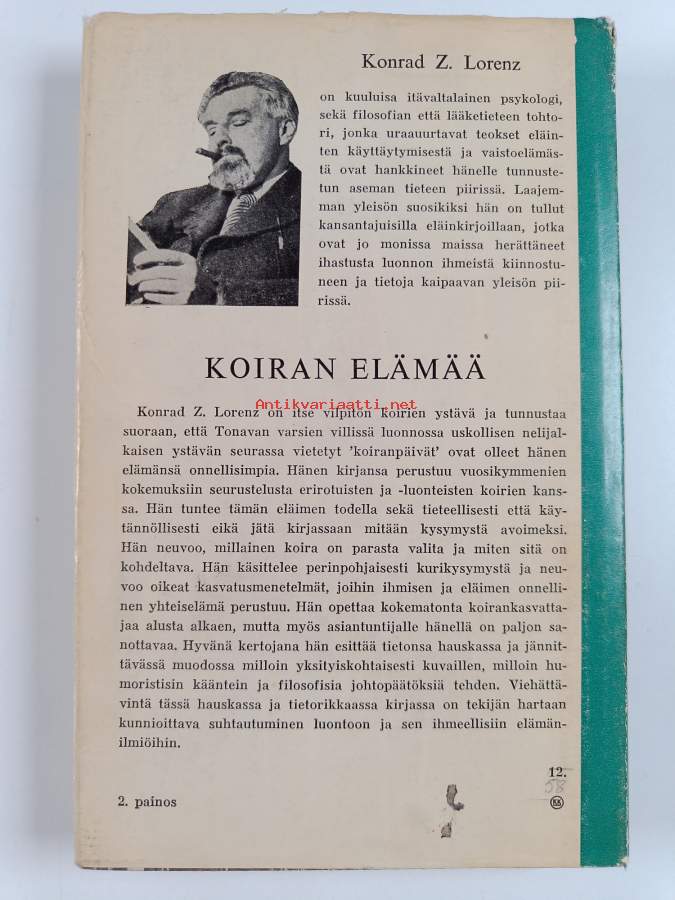 Konrad Z. Lorenz
on kuuluisa itävaltalainen psykologi,
sekä filosofian että lääketieteen tohto-
ri, jonka uraauurtavat teokset eläin-
ten käyttäytymisestä ja vaistoelämäs-
tä ovat hankkineet hänelle tunnuste-
tun aseman tieteen piirissä. Laajem-
man yleisön suosikiksi hän on tullut
kansantajuisilla eläinkirjoillaan, jotka
ovat jo monissa maissa herättäneet
ihastusta luonnon ihmeistä kiinnostu-
neen ja tietoja kaipaavan yleisön pii-
rissä.
KOIRAN ELÄMÄÄ
Antikvariaatti.net
Konrad Z. Lorenz on itse vilpitön koirien ystävä ja tunnustaa
suoraan, että Tonavan varsien villissä luonnossa uskollisen nelijal-
kaisen ystävän seurassa vietetyt 'koiranpäivät' ovat olleet hänen
elämänsä onnellisimpia. Hänen kirjansa perustuu vuosikymmenien
kokemuksiin seurustelusta erirotuisten ja -luonteisten koirien kans-
sa. Hän tuntee tämän eläimen todella sekä tieteellisesti että käy-
tännöllisesti eikä jätä kirjassaan mitään kysymystä avoimeksi.
Hän neuvoo, millainen koira on parasta valita ja miten sitä on
kohdeltava. Hän käsittelee perinpohjaisesti kurikysymystä ja neu-
voo oikeat kasvatusmenetelmät, joihin ihmisen ja eläimen onnelli-
nen yhteiselämä perustuu. Hän opettaa kokematonta koirankasvatta-
jaa alusta alkaen, mutta myös asiantuntijalle hänellä on paljon sa-
nottavaa. Hyvänä kertojana hän esittää tietonsa hauskassa ja jännit-
tävässä muodossa milloin yksityiskohtaisesti kuvaillen, milloin hu-
moristisin kääntein ja filosofisia johtopäätöksiä tehden. Viehättä-
vintä tässä hauskassa ja tietorikkaassa kirjassa on tekijän hartaan
kunnioittava suhtautuminen luontoon ja sen ihmeellisiin elämän-
ilmiöihin.
12.
58
2. painos